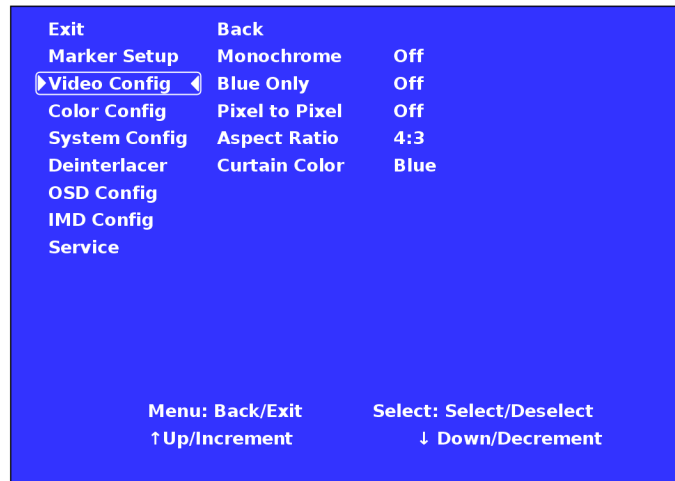 Exit Back
Marker Setup Monochrome Off
Video Config Blue Only Off
Color Config Pixel to Pixel Off
System Config Aspect Ratio 4:3
Deinterlacer Curtain Color Blue
OSD Config
IMD Config
Service
Menu: Back/Exit Select: Select/Deselect
↑Up/Increment ↓ Down/Decrement